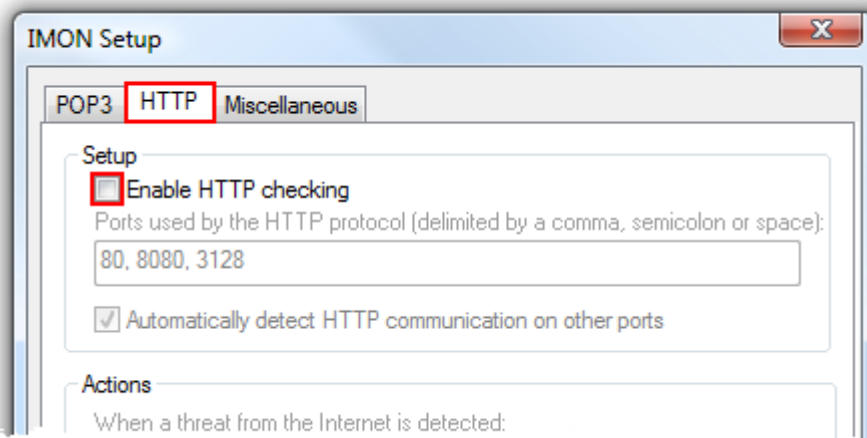 IMON Setup
POP3 HTTP Miscellaneous
Setup
Enable HTTP checking
Ports used by the HTTP protocol (delimited by a comma, semicolon or space):
80, 8080, 3128
Automatically detect HTTP communication on other ports
Actions
When a threat from the Internet is detected: